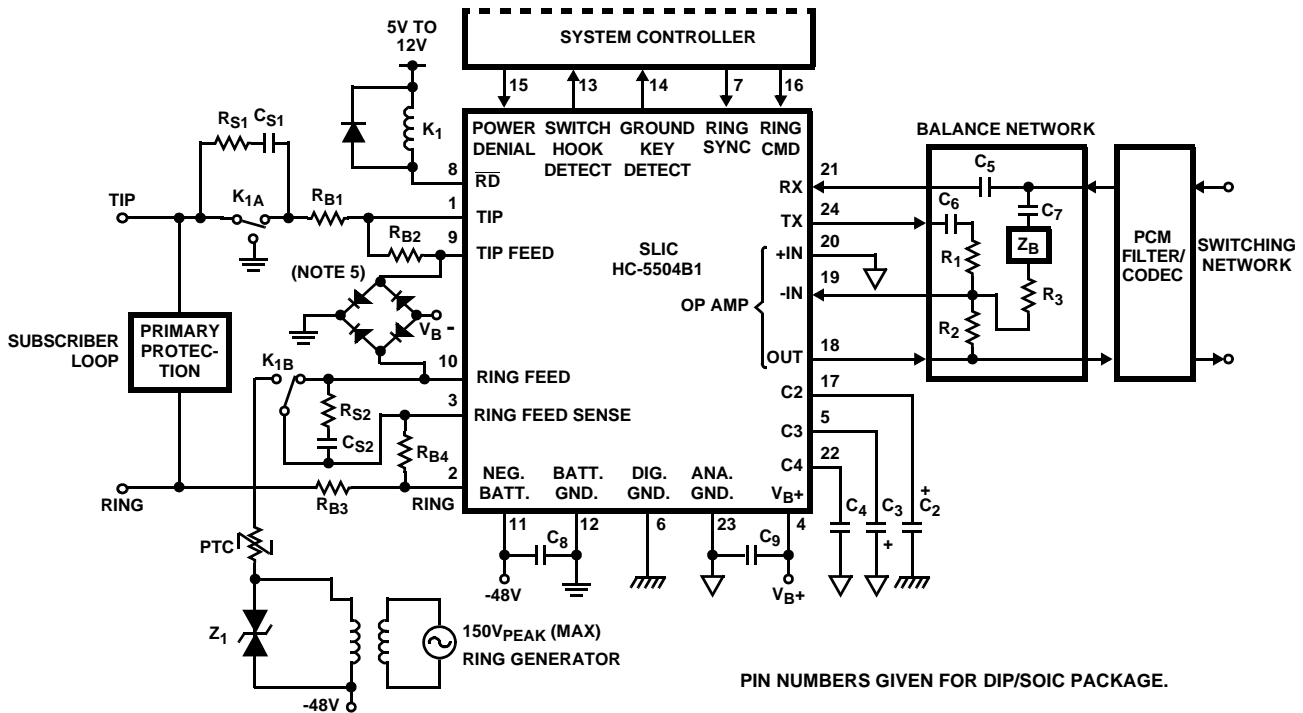 SYSTEM CONTROLLER
5V TO
12V
15
13
14
7
16
RS1
CS1
K1
POWER
DENIAL
SWITCH
HOOK
DETECT
GROUND
KEY
DETECT
RING
SYNC
RING
CMD
BALANCE NETWORK
8
RD
TIP
K1A
RB1
1
TIP
RB2
9
TIP FEED
(NOTE 5)
VB -
SLIC
HC-5504B1
RX
21
TX
24
+IN
20
-IN
19
OP AMP
OUT
18
C5
C6
C7
ZB
R1
R2
R3
PCM
FILTER/
CODEC
SWITCHING
NETWORK
SUBSCRIBER
LOOP
PRIMARY
PROTEC-
TION
K1B
10
RING FEED
RS2
CS2
3
RING FEED SENSE
RB4
2
RING
RING
RB3
C2
17
C3
5
C4
22
NEG.
BATT.
BATT.
GND.
DIG.
GND.
ANA.
GND.
VB+
11
12
6
23
4
C8
C9
-48V
VB+
C4
C3
+
+
C2
PTC
Z1
-48V
150VPEAK (MAX)
RING GENERATOR
PIN NUMBERS GIVEN FOR DIP/SOIC PACKAGE.